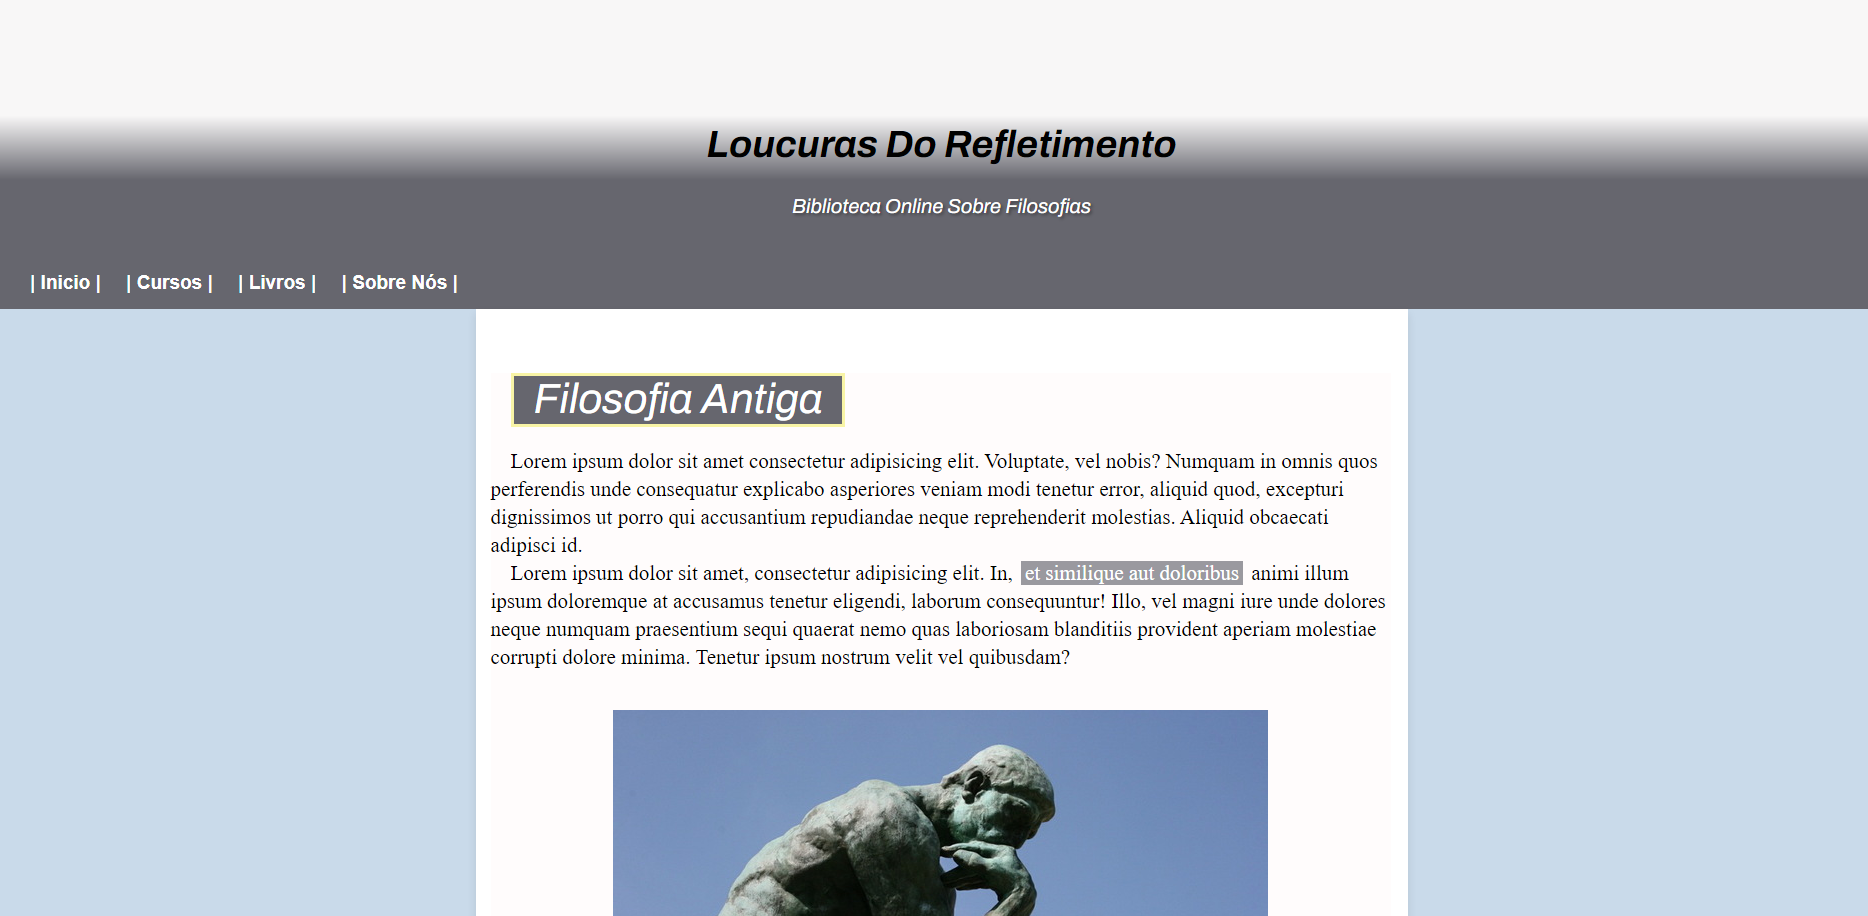 Loucuras Do Refletimento
Biblioteca Online Sobre Filosofias
| Inicio | | Cursos | | Livros | | Sobre Nós |
Filosofia Antiga
Lorem ipsum dolor sit amet consectetur adipisicing elit. Voluptate, vel nobis? Numquam in omnis quos
perferendis unde consequatur explicabo asperiores veniam modi tenetur error, aliquid quod, excepturi
dignissimos ut porro qui accusantium repudiandae neque reprehenderit molestias. Aliquid obcaecati
adipisci id.
Lorem ipsum dolor sit amet, consectetur adipisicing elit. In, et similique aut doloribus animi illum
ipsum doloremque at accusamus tenetur eligendi, laborum consequuntur! Illo, vel magni iure unde dolores
neque numquam praesentium sequi quaerat nemo quas laboriosam blanditiis provident aperiam molestiae
corrupti dolore minima. Tenetur ipsum nostrum velit vel quibusdam?